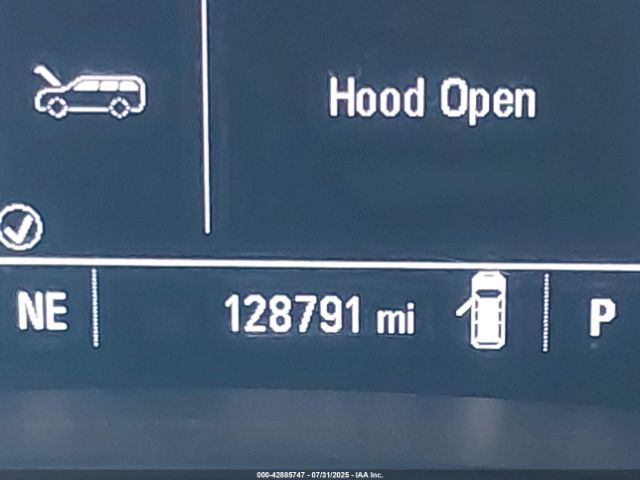 Hood Open
NE 128791 mi P
000-42885747 - 07/31/2025 - IAA Inc.